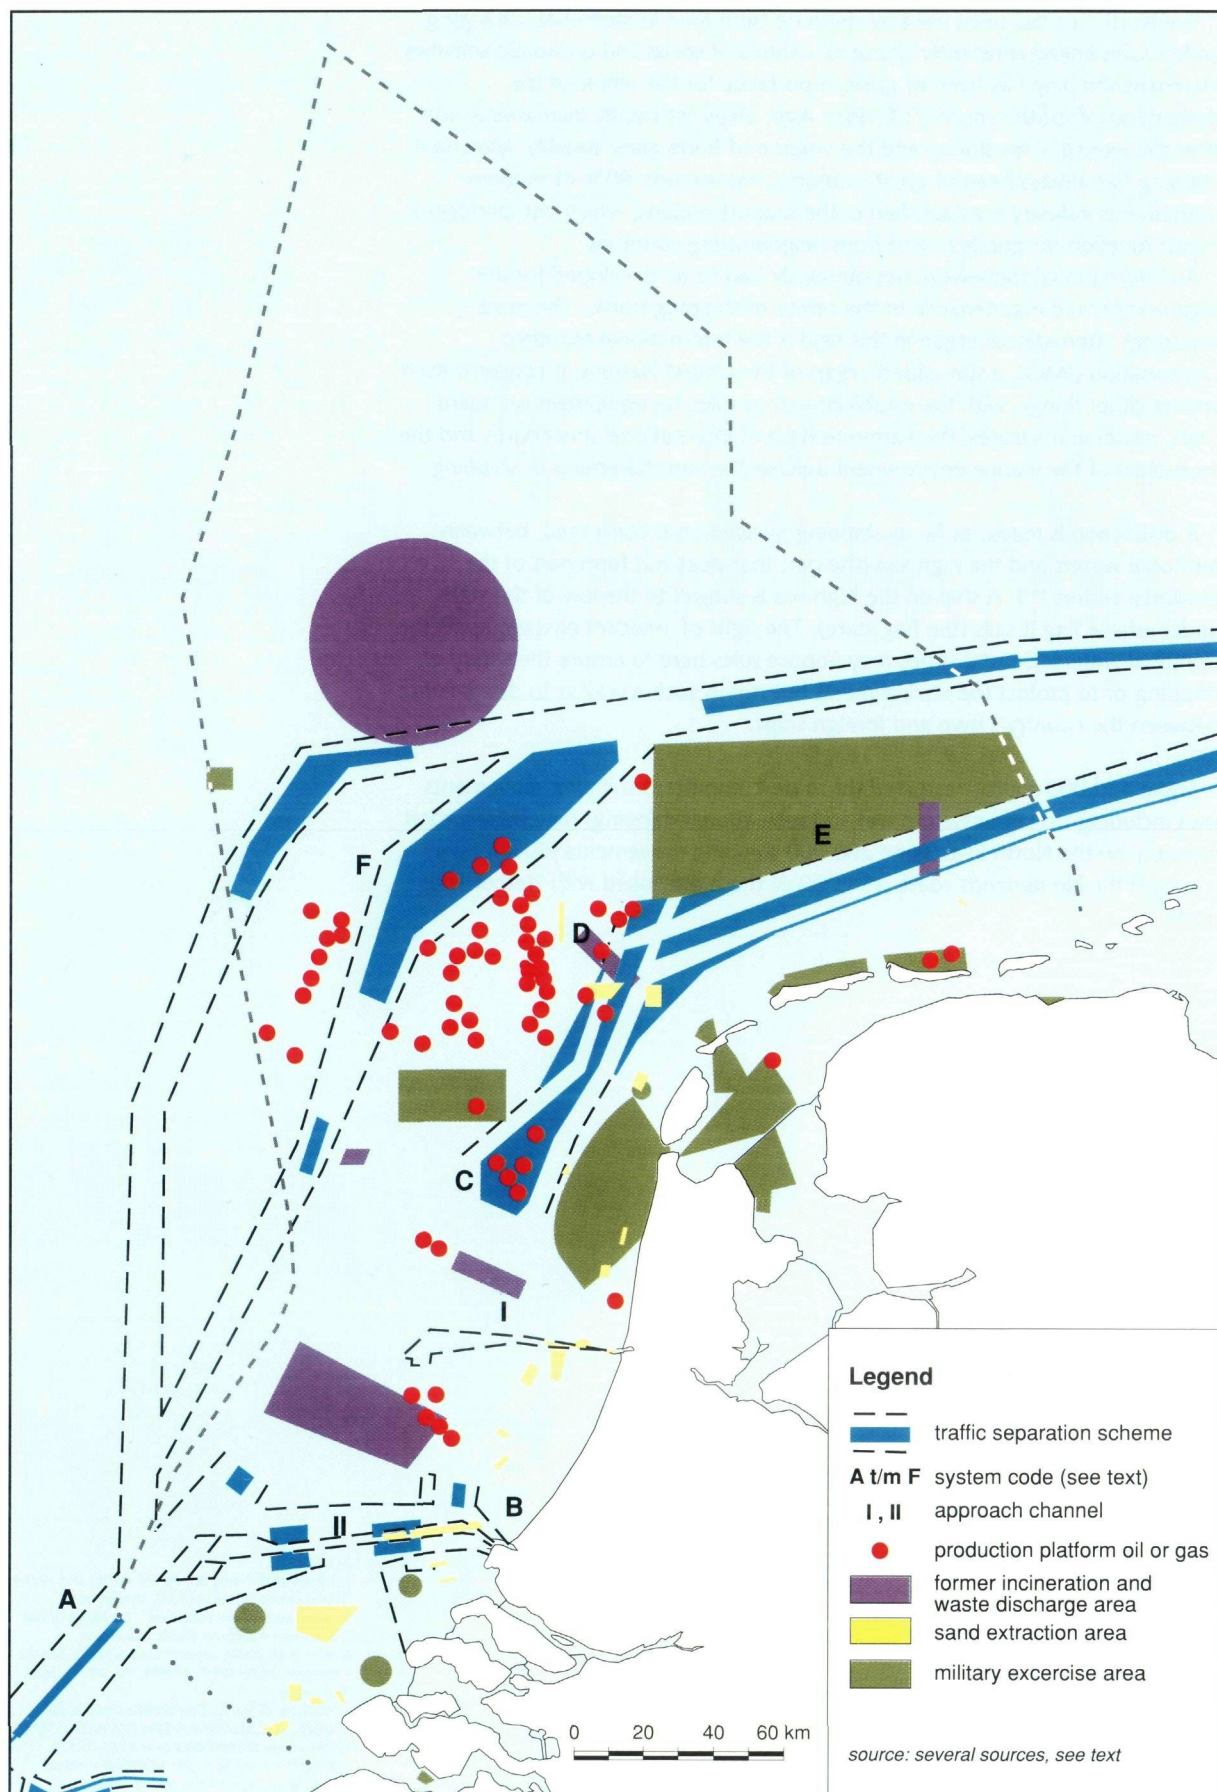 E
F
D
C
I
B
II
A
Legend
traffic separation scheme
A t/m F system code (see text)
I , II approach channel
production platform oil or gas
former incineration and
waste discharge area
sand extraction area
military excercise area
0 20 40 60 km
source: several sources, see text